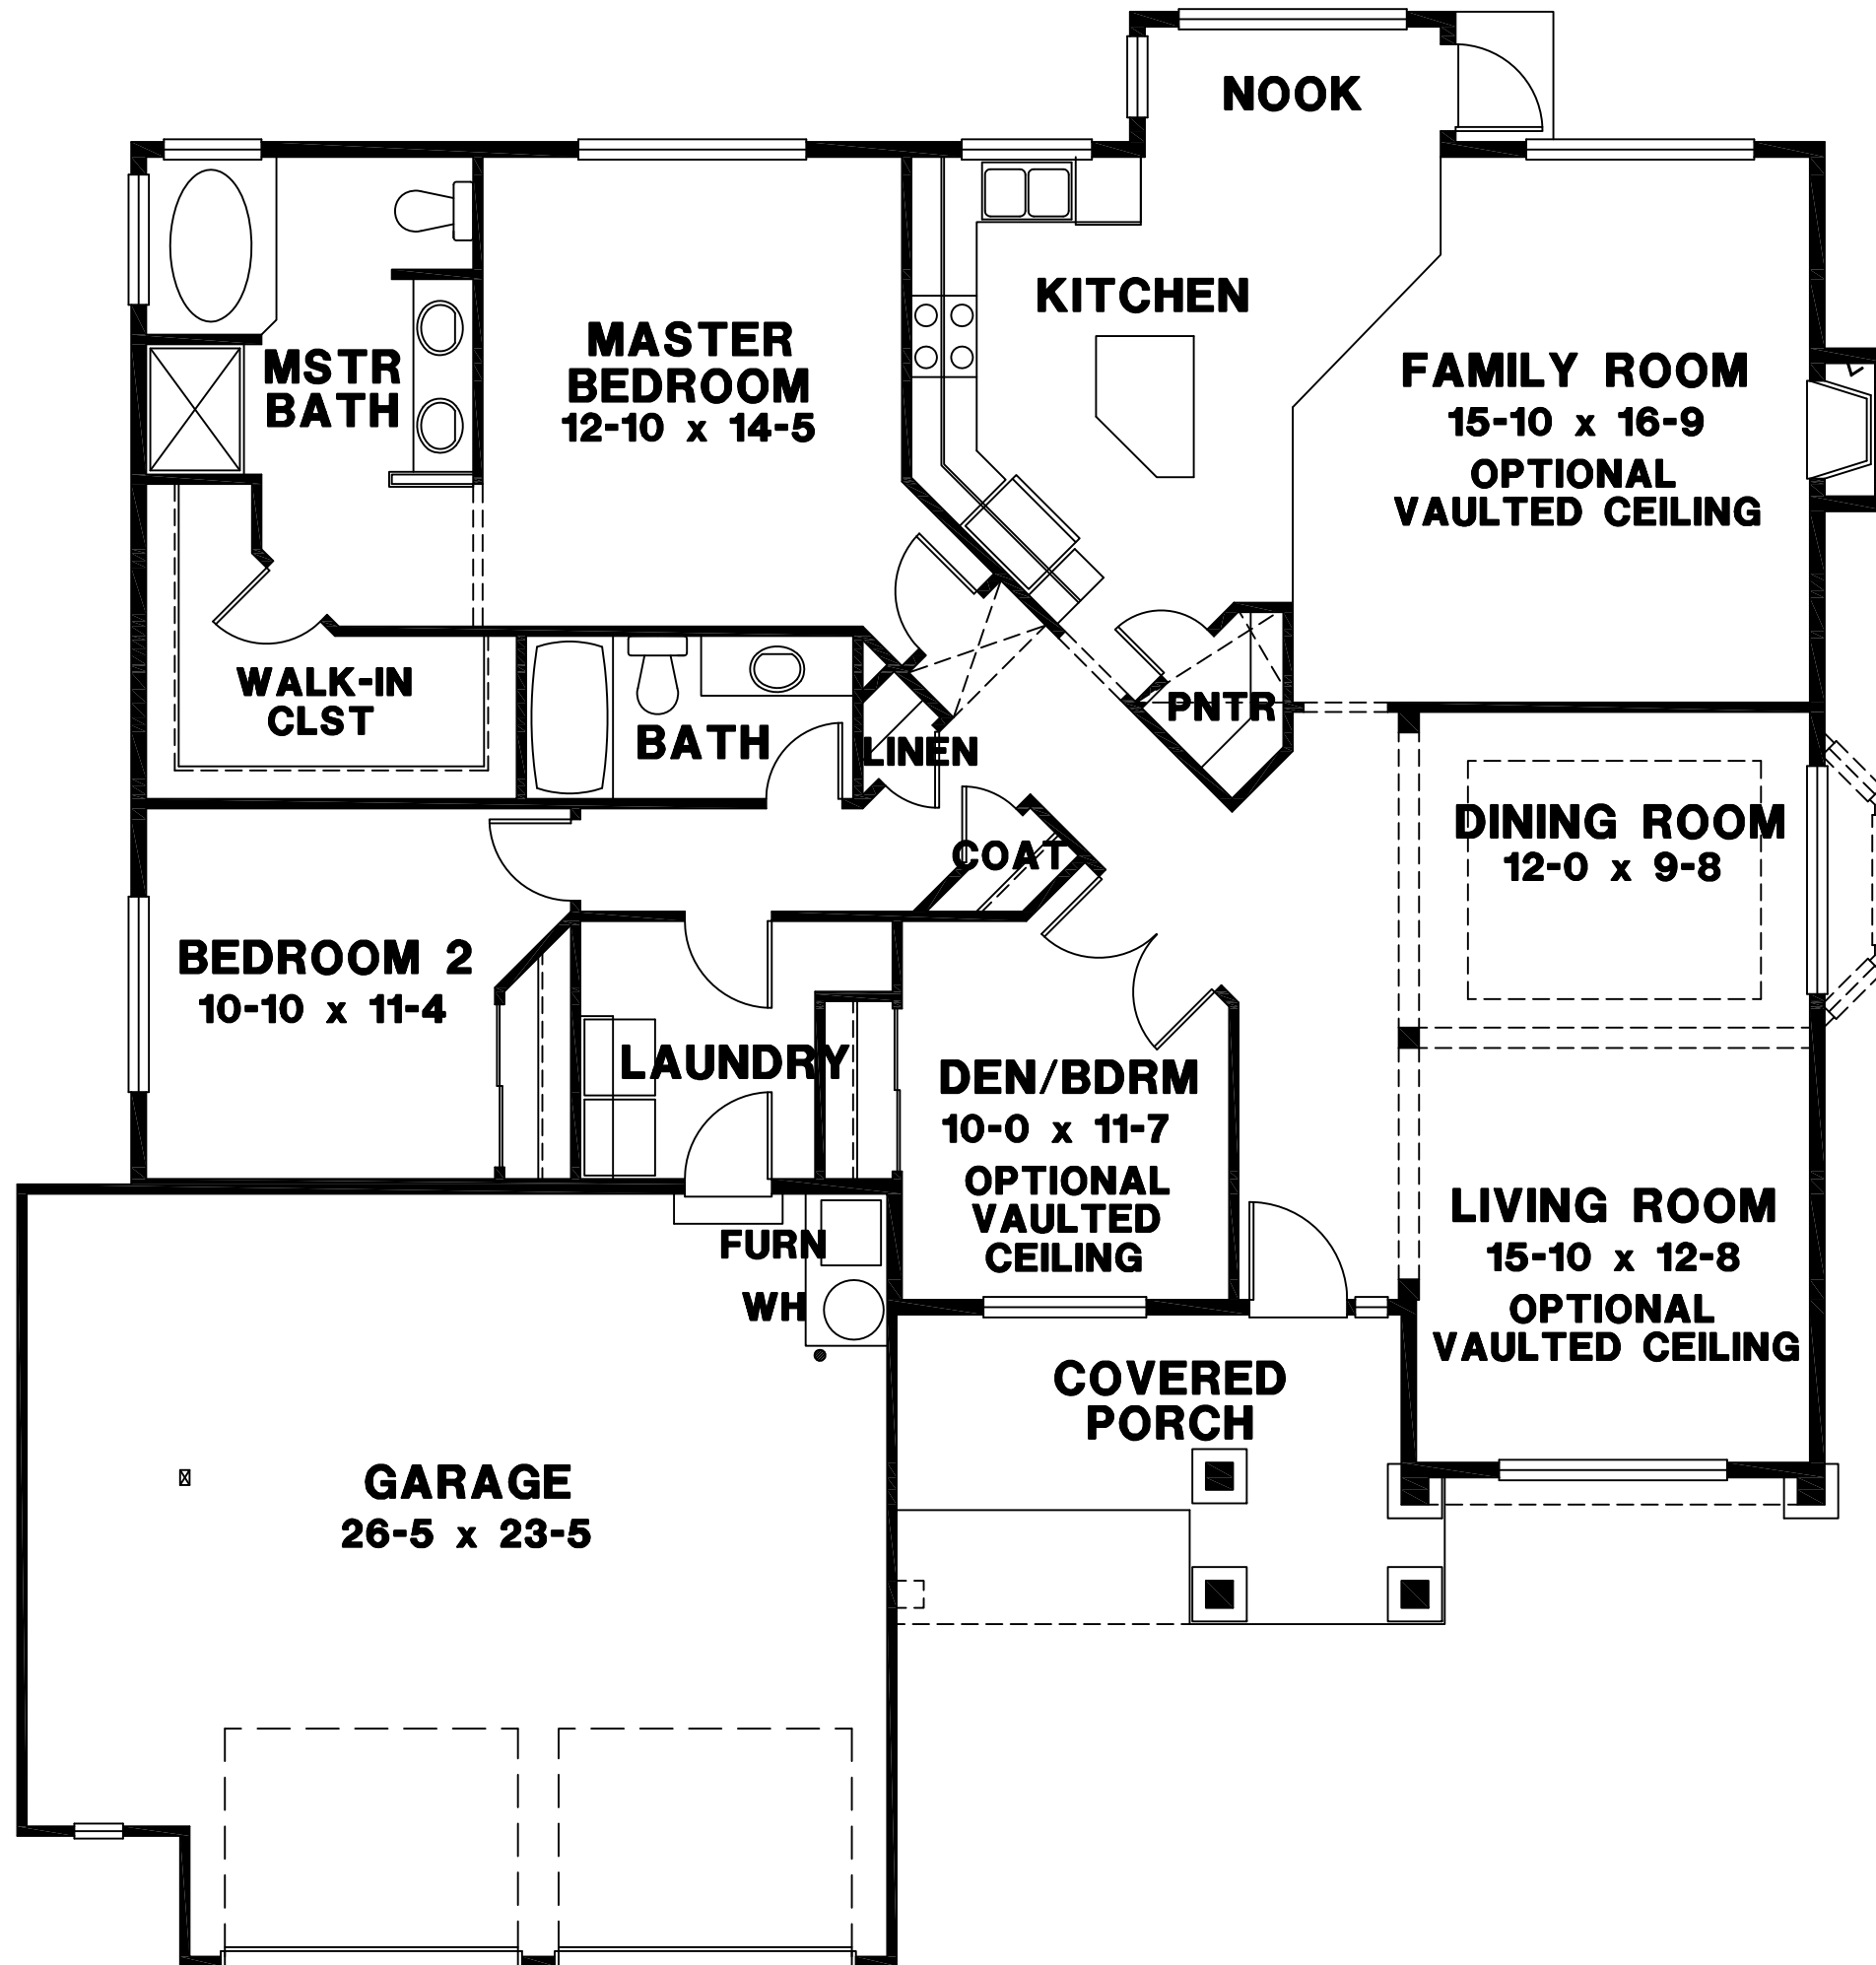 NOOK
KITCHEN
MASTER
BEDROOM
12-10 x 14-5
MSTR
BATH
FAMILY ROOM
15-10 x 16-9
OPTIONAL
VAULTED CEILING
WALK-IN
CLST
BATH
LINEN
PNTR
COAT
DINING ROOM
12-0 x 9-8
BEDROOM 2
10-10 x 11-4
LAUNDRY
DEN/BDRM
10-0 x 11-7
OPTIONAL
VAULTED
CEILING
LIVING ROOM
15-10 x 12-8
OPTIONAL
VAULTED CEILING
FURN
WH
COVERED
PORCH
GARAGE
26-5 x 23-5